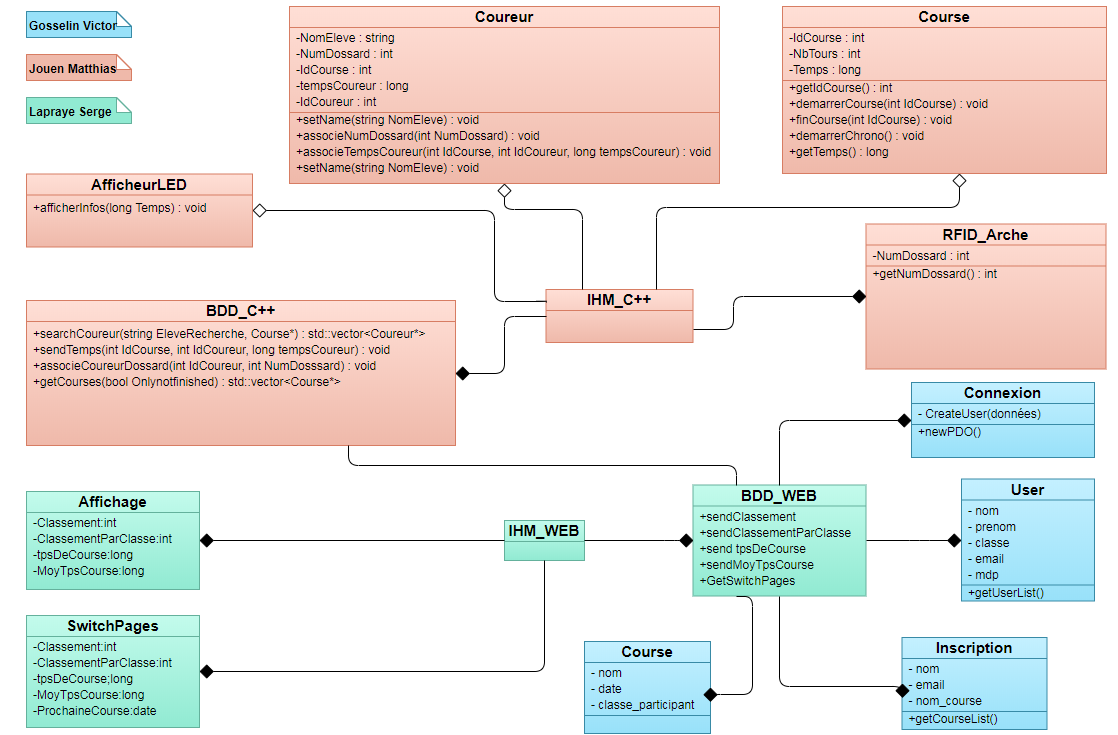 Gosselin Victor
Jouen Matthias
Lapraye Serge
Coureur
-NomEleve : string
-NumDossard : int
-IdCourse : int
-tempsCoureur : long
-IdCoureur : int
+setName(string NomEleve) : void
+associeNumDossard(int NumDossard) : void
+associeTempsCoureur(int IdCourse, int IdCoureur, long tempsCoureur) : void
+setName(string NomEleve) : void
Course
-IdCourse : int
-NbTours : int
-Temps : long
+getIdCourse() : int
+demarrerCourse(int IdCourse) : void
+finCourse(int IdCourse) : void
+demarrerChrono() : void
+getTemps() : long
AfficheurLED
+afficherInfos(long Temps) : void
RFID_Arche
-NumDossard : int
+getNumDossard() : int
IHM_C++
BDD_C++
+searchCoureur(string EleveRecherche, Course*) : std::vector<Coureur*>
+sendTemps(int IdCourse, int IdCoureur, long tempsCoureur) : void
+associeCoureurDossard(int IdCoureur, int NumDosssard) : void
+getCourses(bool Onlynotfinished) : std::vector<Course*>
Connexion
- CreateUser(données)
+newPDO()
Affichage
-Classement:int
-ClassementParClasse:int
-tpsDeCourse:long
-MoyTpsCourse:long
IHM_WEB
BDD_WEB
+sendClassement
+sendClassementParClasse
+send tpsDeCourse
+sendMoyTpsCourse
+GetSwitchPages
User
- nom
- prenom
- classe
- email
- mdp
+getUserList()
SwitchPages
-Classement:int
-ClassementParClasse:int
-tpsDeCourse;long
-MoyTpsCourse:long
-ProchaineCourse:date
Course
- nom
- date
- classe_participant
Inscription
- nom
- email
- nom_course
+getCourseList()